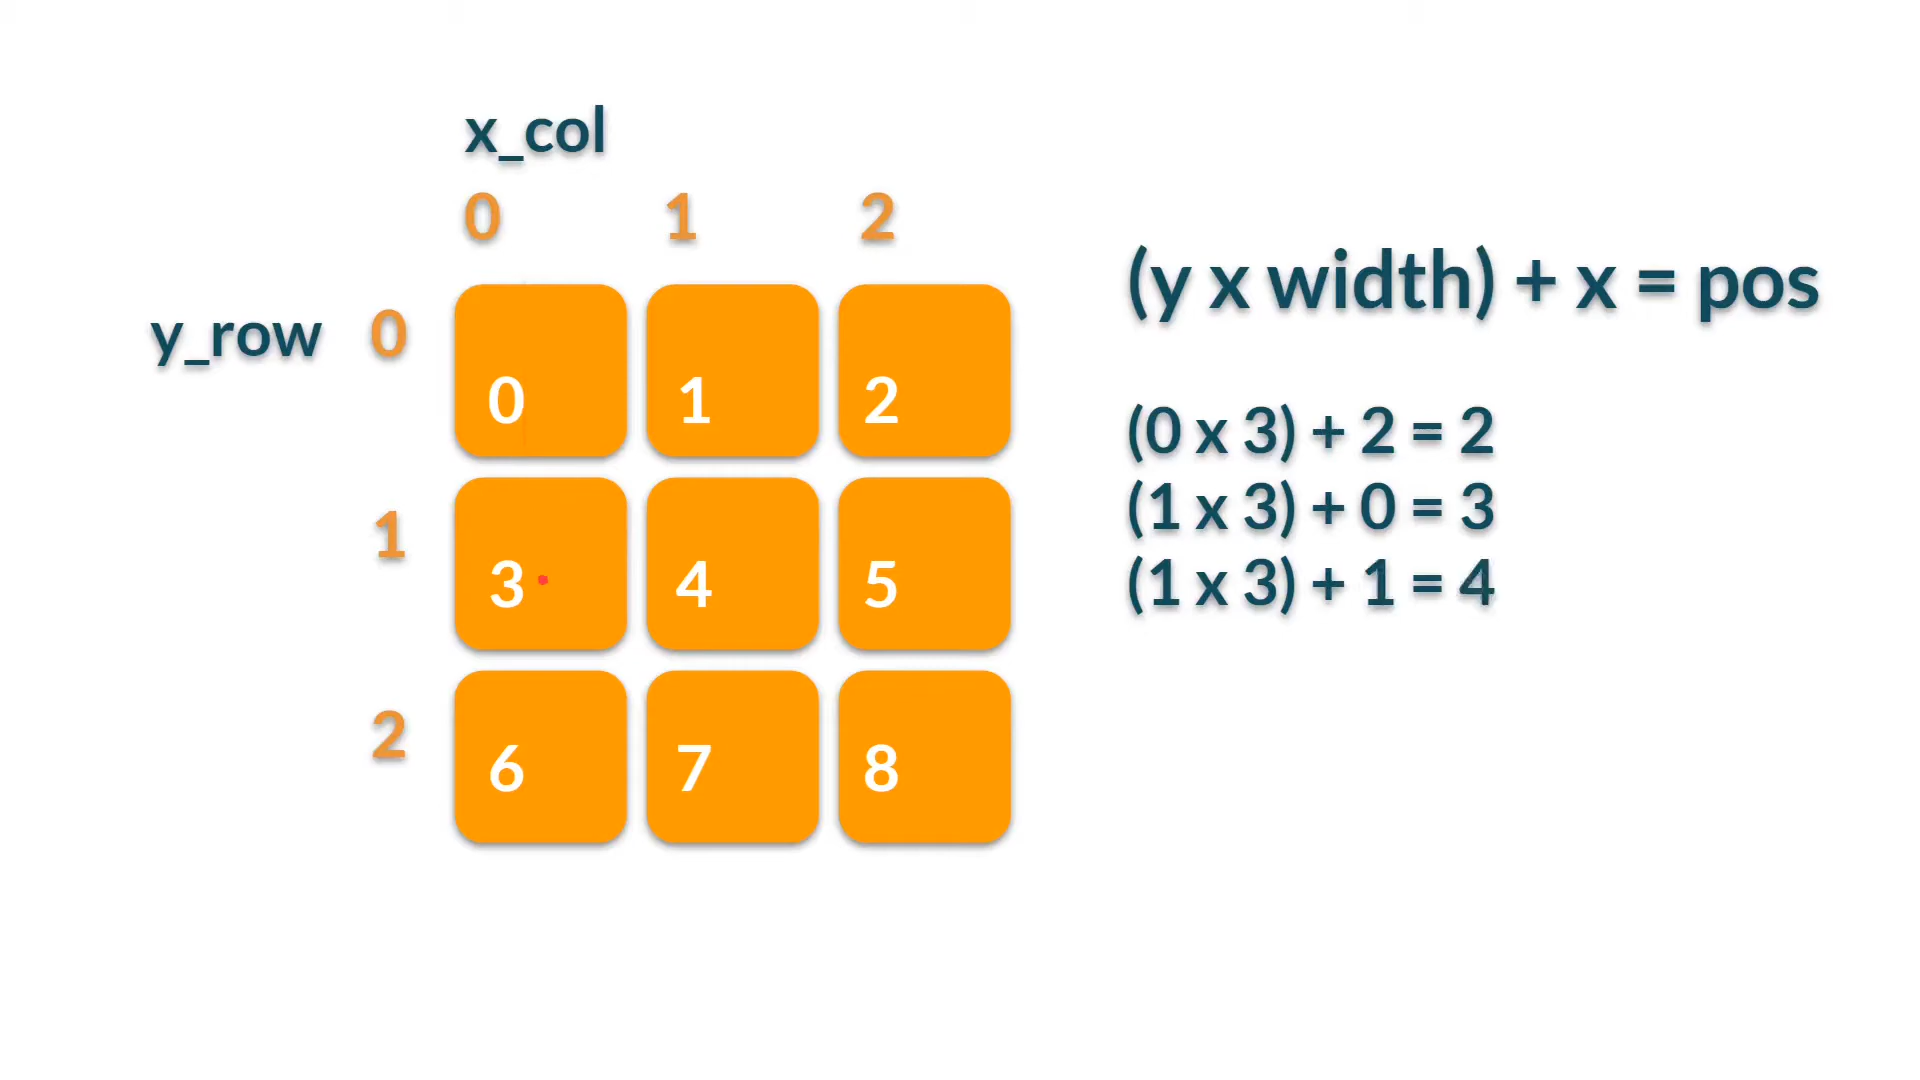 x_col
0 1 2
y_row 0
0 1 2
1
3 4 5
2
6 7 8
(y x width) + x = pos
(0 x 3) + 2 = 2
(1 x 3) + 0 = 3
(1 x 3) + 1 = 4